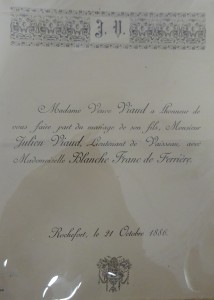 J. V.
Madame Veuve Viaud a l'honneur de
vous faire part du mariage de son fils, Monsieur
Julien Viaud, Lieutenant de Vaisseau, avec
Mademoiselle Blanche Franc de Ferrière.
Rochefort, le 21 Octobre 1886.